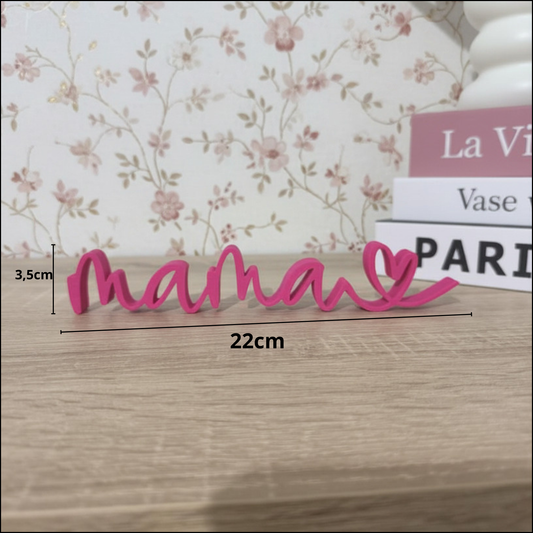 La Vi
Vase
PARI
3,5cm
mama
22cm